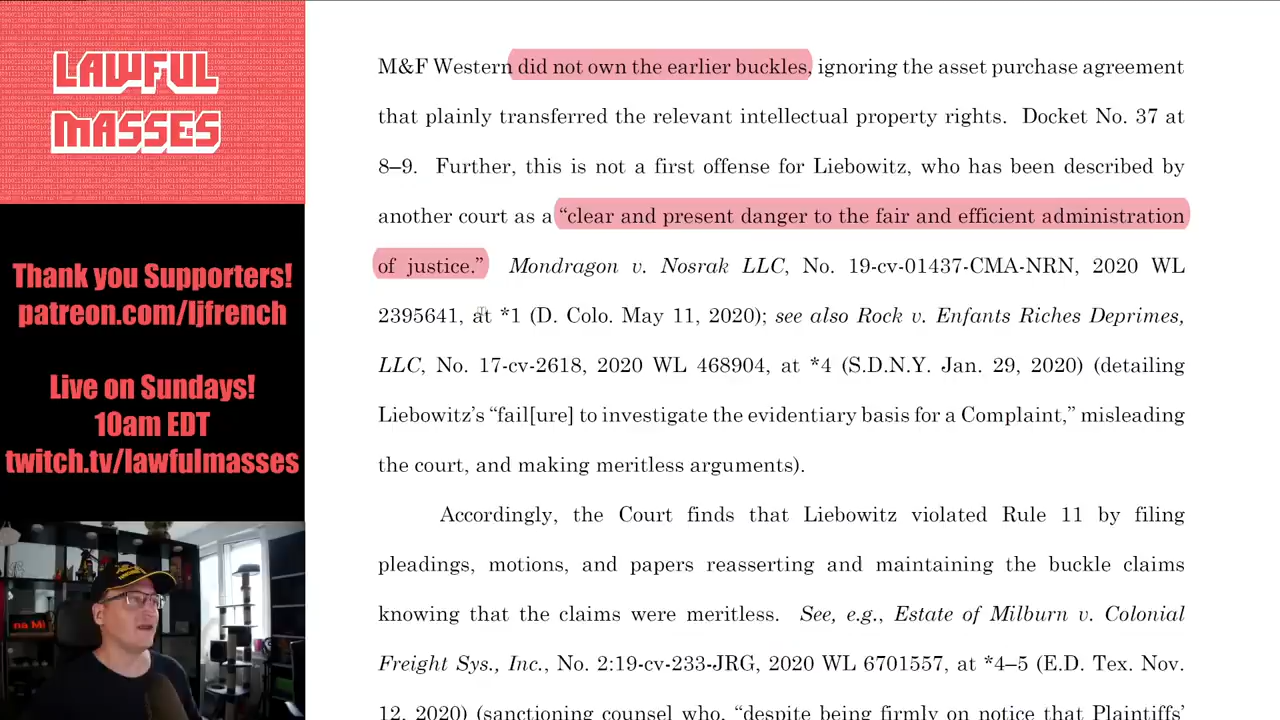 LAWFUL
MASSES
Thank you Supporters!
patreon.com/ljfrench
Live on Sundays!
10am EDT
twitch.tv/lawfulmasses
na Mi
M&F Western did not own the earlier buckles, ignoring the asset purchase agreement
that plainly transferred the relevant intellectual property rights. Docket No. 37 at
8–9. Further, this is not a first offense for Liebowitz, who has been described by
another court as a “clear and present danger to the fair and efficient administration
of justice.” Mondragon v. Nosrak LLC, No. 19-cv-01437-CMA-NRN, 2020 WL
2395641, at *1 (D. Colo. May 11, 2020); see also Rock v. Enfants Riches Deprimes,
LLC, No. 17-cv-2618, 2020 WL 468904, at *4 (S.D.N.Y. Jan. 29, 2020) (detailing
Liebowitz’s “fail[ure] to investigate the evidentiary basis for a Complaint,” misleading
the court, and making meritless arguments).
Accordingly, the Court finds that Liebowitz violated Rule 11 by filing
pleadings, motions, and papers reasserting and maintaining the buckle claims
knowing that the claims were meritless. See, e.g., Estate of Milburn v. Colonial
Freight Sys., Inc., No. 2:19-cv-233-JRG, 2020 WL 6701557, at *4–5 (E.D. Tex. Nov.
12, 2020) (sanctioning counsel who, “despite being firmly on notice that Plaintiffs’